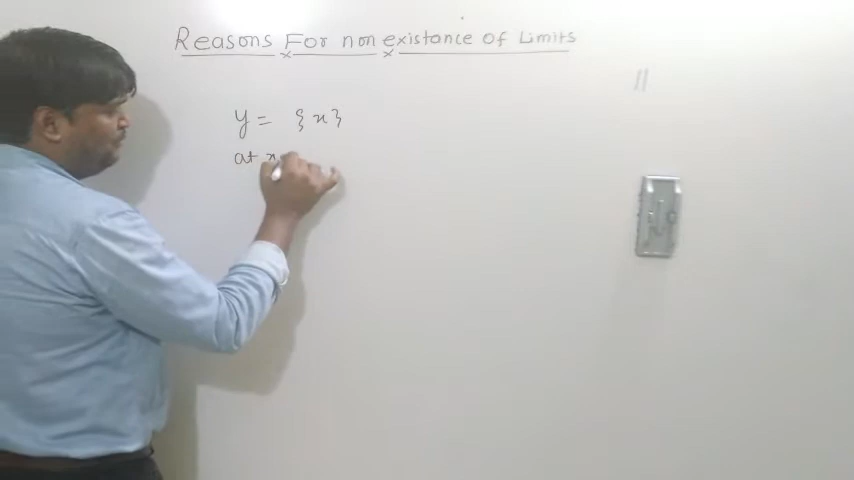 Reasons For non existance of Limits
y = {x}
at x